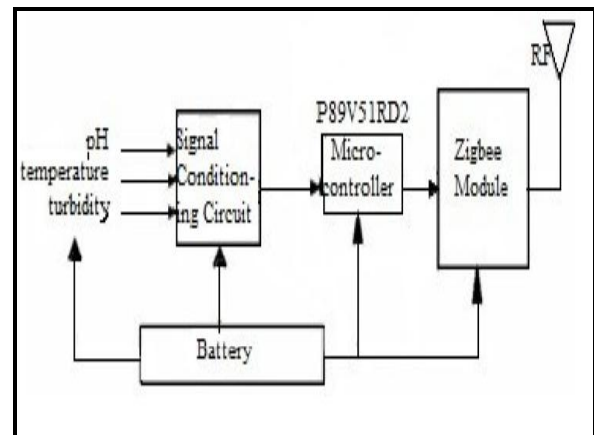 RF
P89V51RD2
pH
temperature
turbidity
Signal
Condition-
ing Circuit
Micro-
controller
Zigbee
Module
Battery